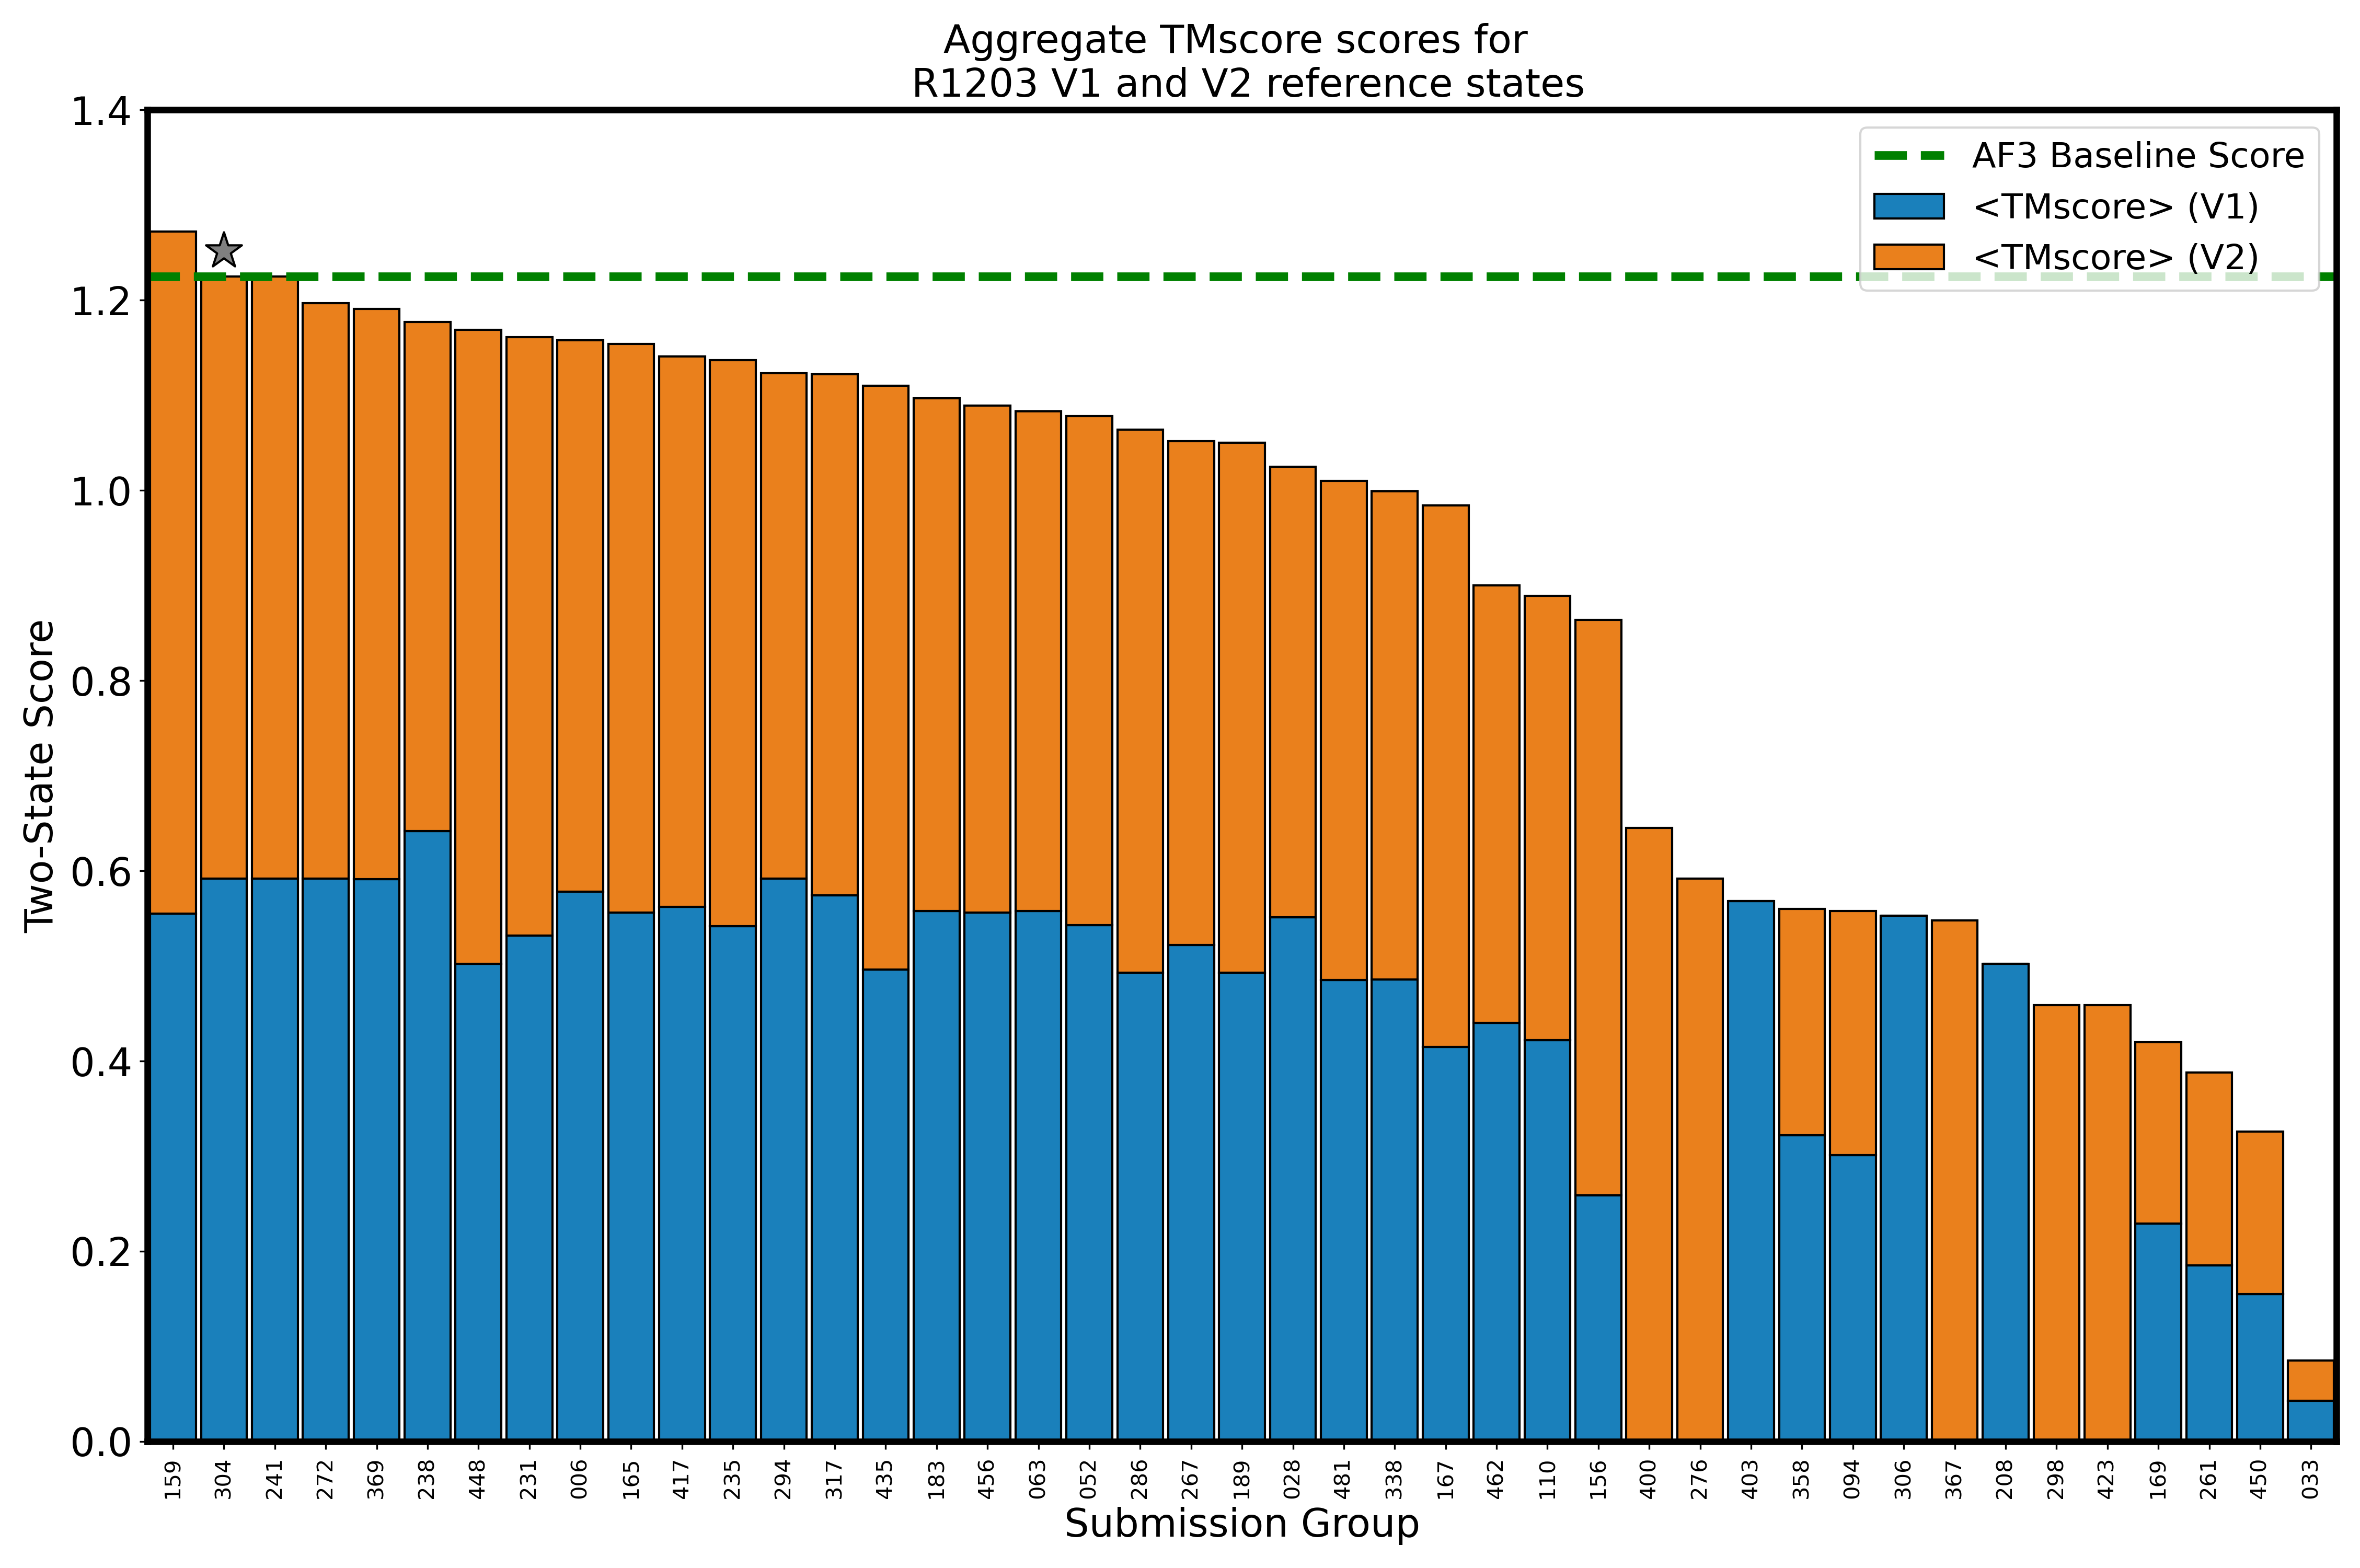 Aggregate TMscore scores for
R1203 V1 and V2 reference states
1.4
1.2
1.0
0.8
0.6
0.4
0.2
0.0
Two-State Score
AF3 Baseline Score
<TMscore> (V1)
<TMscore> (V2)
159 304 241 272 369 238 448 231 006 165 417 235 294 317 435 183 456 063 052 286 267 189 028 481 338 167 462 110 156 400 276 403 358 094 306 367 208 298 423 169 261 450 033
Submission Group